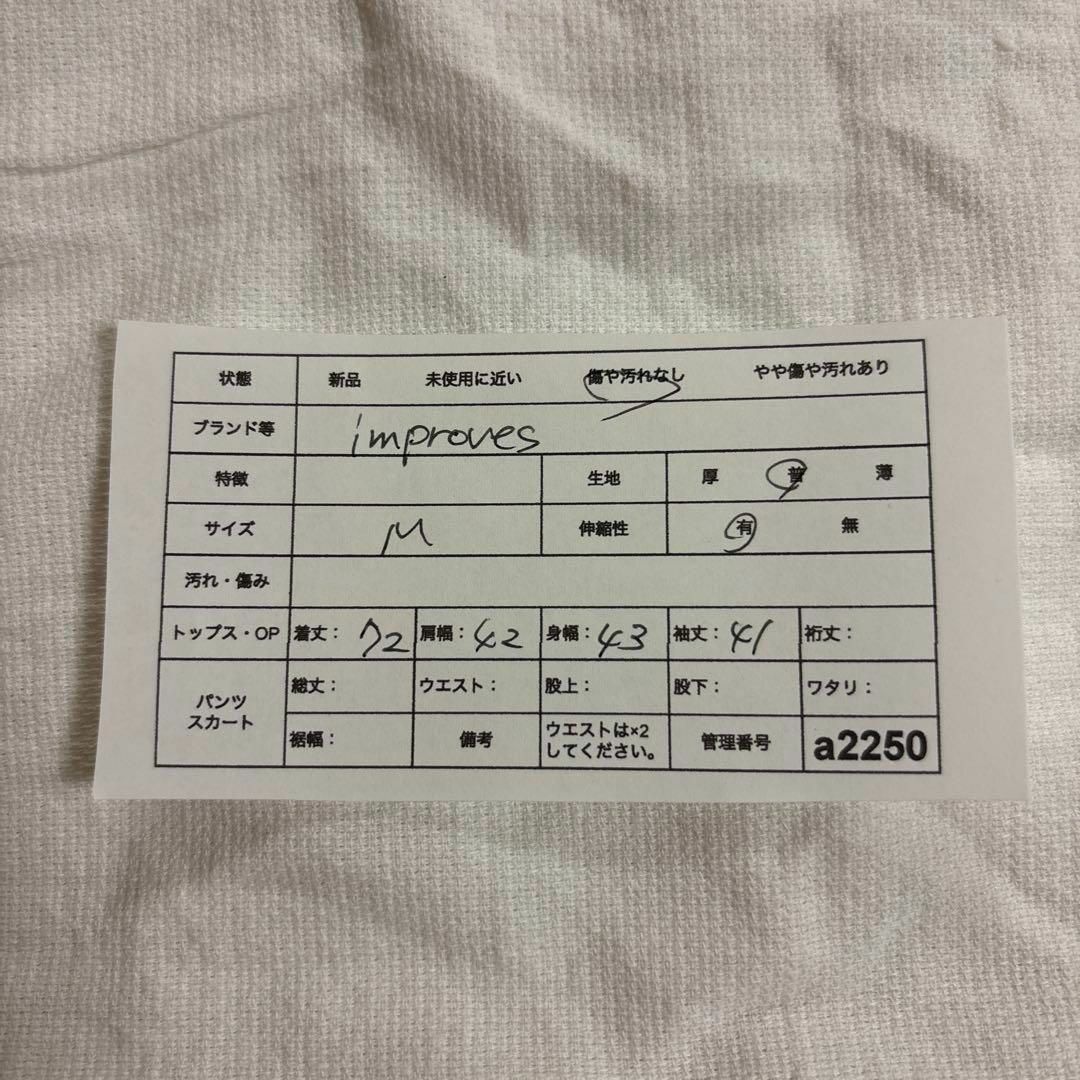 状態 新品 未使用に近い 傷や汚れなし やや傷や汚れあり
ブランド等 improves
特徴 生地 厚 普 薄
サイズ M 伸縮性 有 無
汚れ・傷み
トップス・OP 着丈： 72 肩幅： 42 身幅： 43 袖丈： 41 裄丈：
パンツ
スカート
総丈： ウエスト： 股上： 股下： ワタリ：
裾幅： 備考 ウエストは×2
してください。 管理番号 a2250